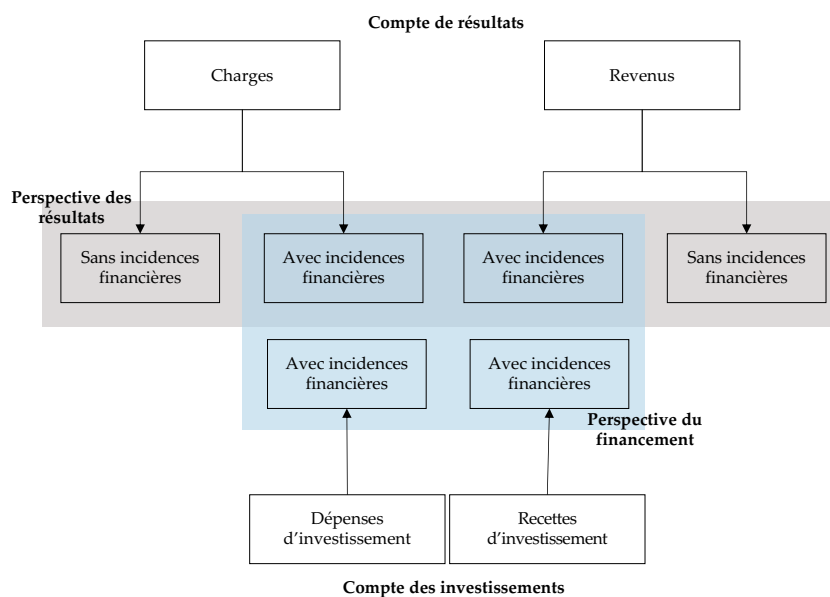 Compte de résultats
Charges
Revenus
Perspective des
résultats
Sans incidences
financières
Avec incidences
financières
Avec incidences
financières
Sans incidences
financières
Avec incidences
financières
Avec incidences
financières
Perspective du
financement
Dépenses
d’investissement
Recettes
d’investissement
Compte des investissements